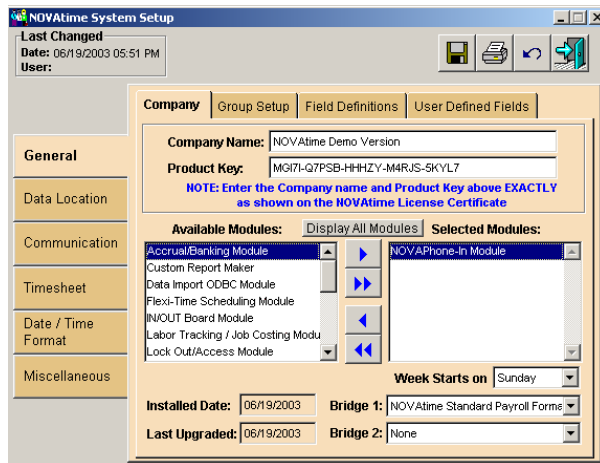 NOVAtime System Setup
Last Changed
Date: 06/19/2003 05:51 PM
User:
Company
Group Setup
Field Definitions
User Defined Fields
General
Data Location
Communication
Timesheet
Date / Time
Format
Miscellaneous
Company Name: NOVAtime Demo Version
Product Key: MGI7I-Q7PSB-HHHZY-M4RJS-5KYL7
NOTE: Enter the Company name and Product Key above EXACTLY
as shown on the NOVAtime License Certificate
Available Modules: Display All Modules Selected Modules:
Accrual/Banking Module
Custom Report Maker
Data Import ODBC Module
Flexi-Time Scheduling Module
IN/OUT Board Module
Labor Tracking / Job Costing Modu
Lock Out/Access Module
NOVAPhone-In Module
Week Starts on Sunday
Installed Date: 06/19/2003 Bridge 1: NOVAtime Standard Payroll Forma
Last Upgraded: 06/19/2003 Bridge 2: None